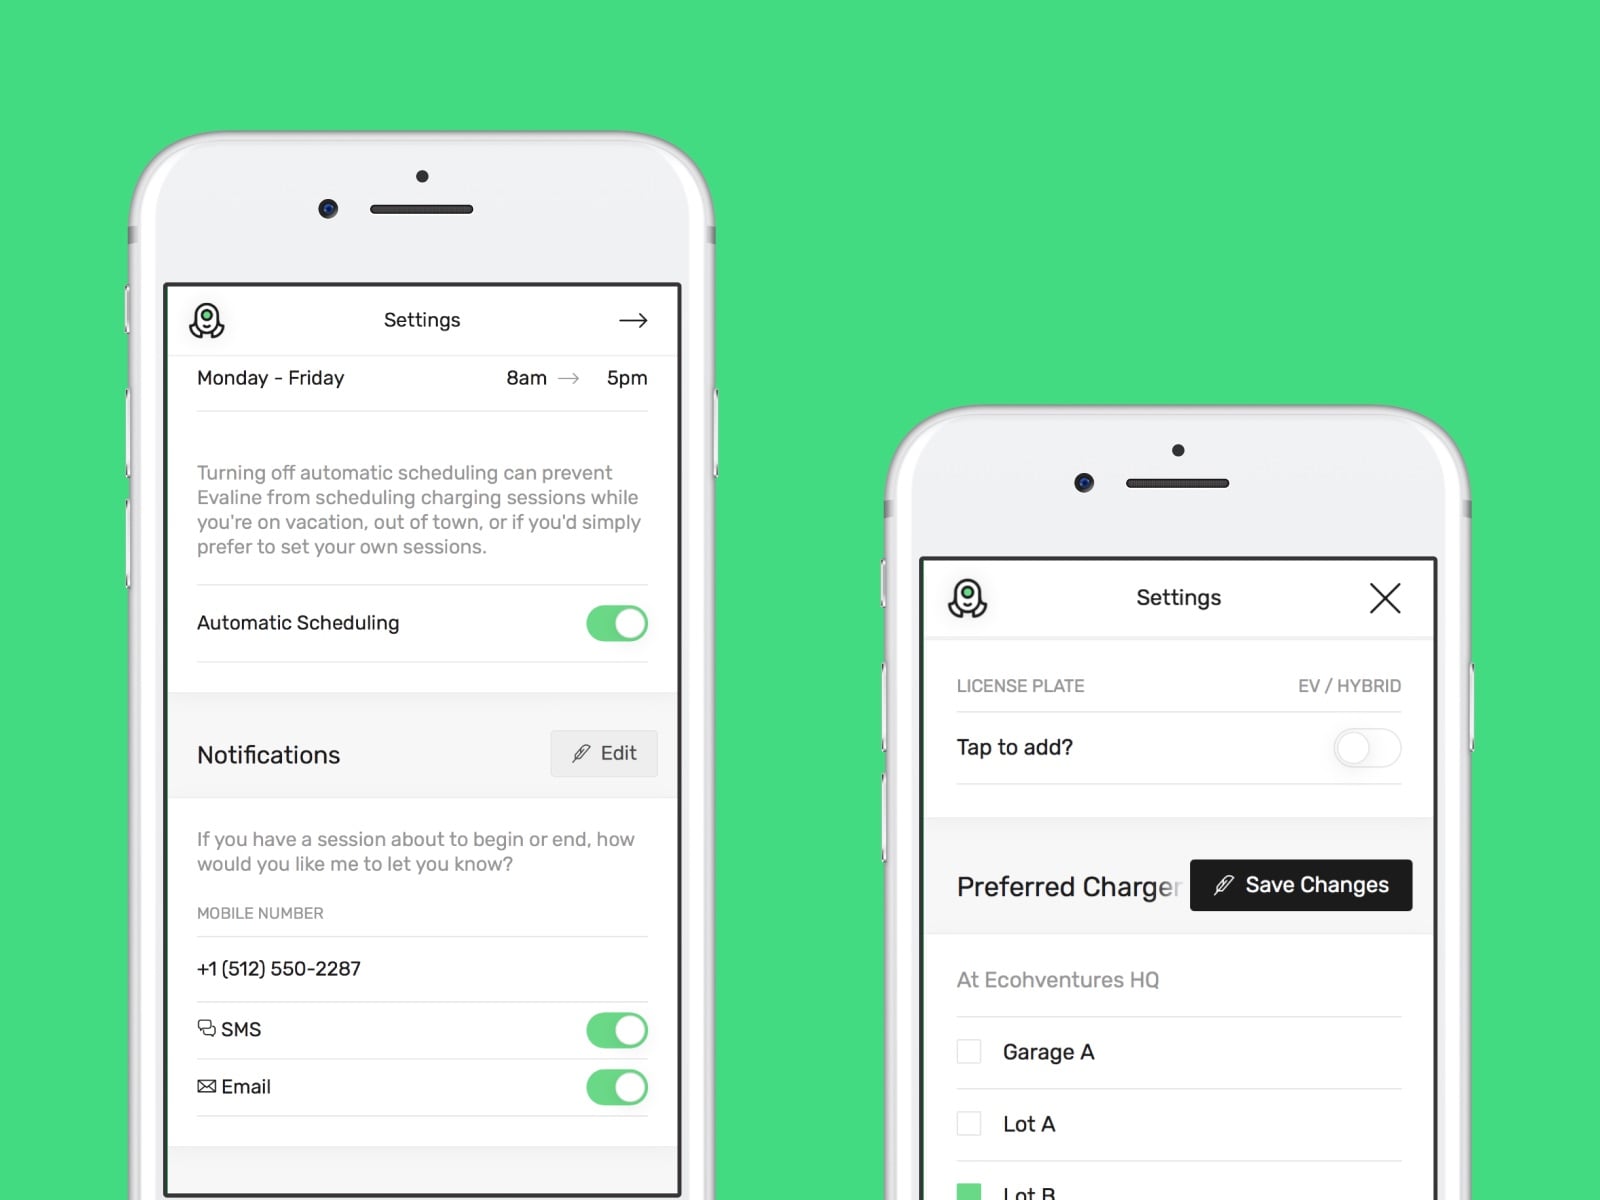 Settings
Monday - Friday 8am → 5pm
Turning off automatic scheduling can prevent
Evaline from scheduling charging sessions while
you're on vacation, out of town, or if you'd simply
prefer to set your own sessions.
Automatic Scheduling
Notifications
Edit
If you have a session about to begin or end, how
would you like me to let you know?
MOBILE NUMBER
+1 (512) 550-2287
SMS
Email
Settings
LICENSE PLATE EV / HYBRID
Tap to add?
Preferred Charger
Save Changes
At Ecohventures HQ
Garage A
Lot A
Lot B